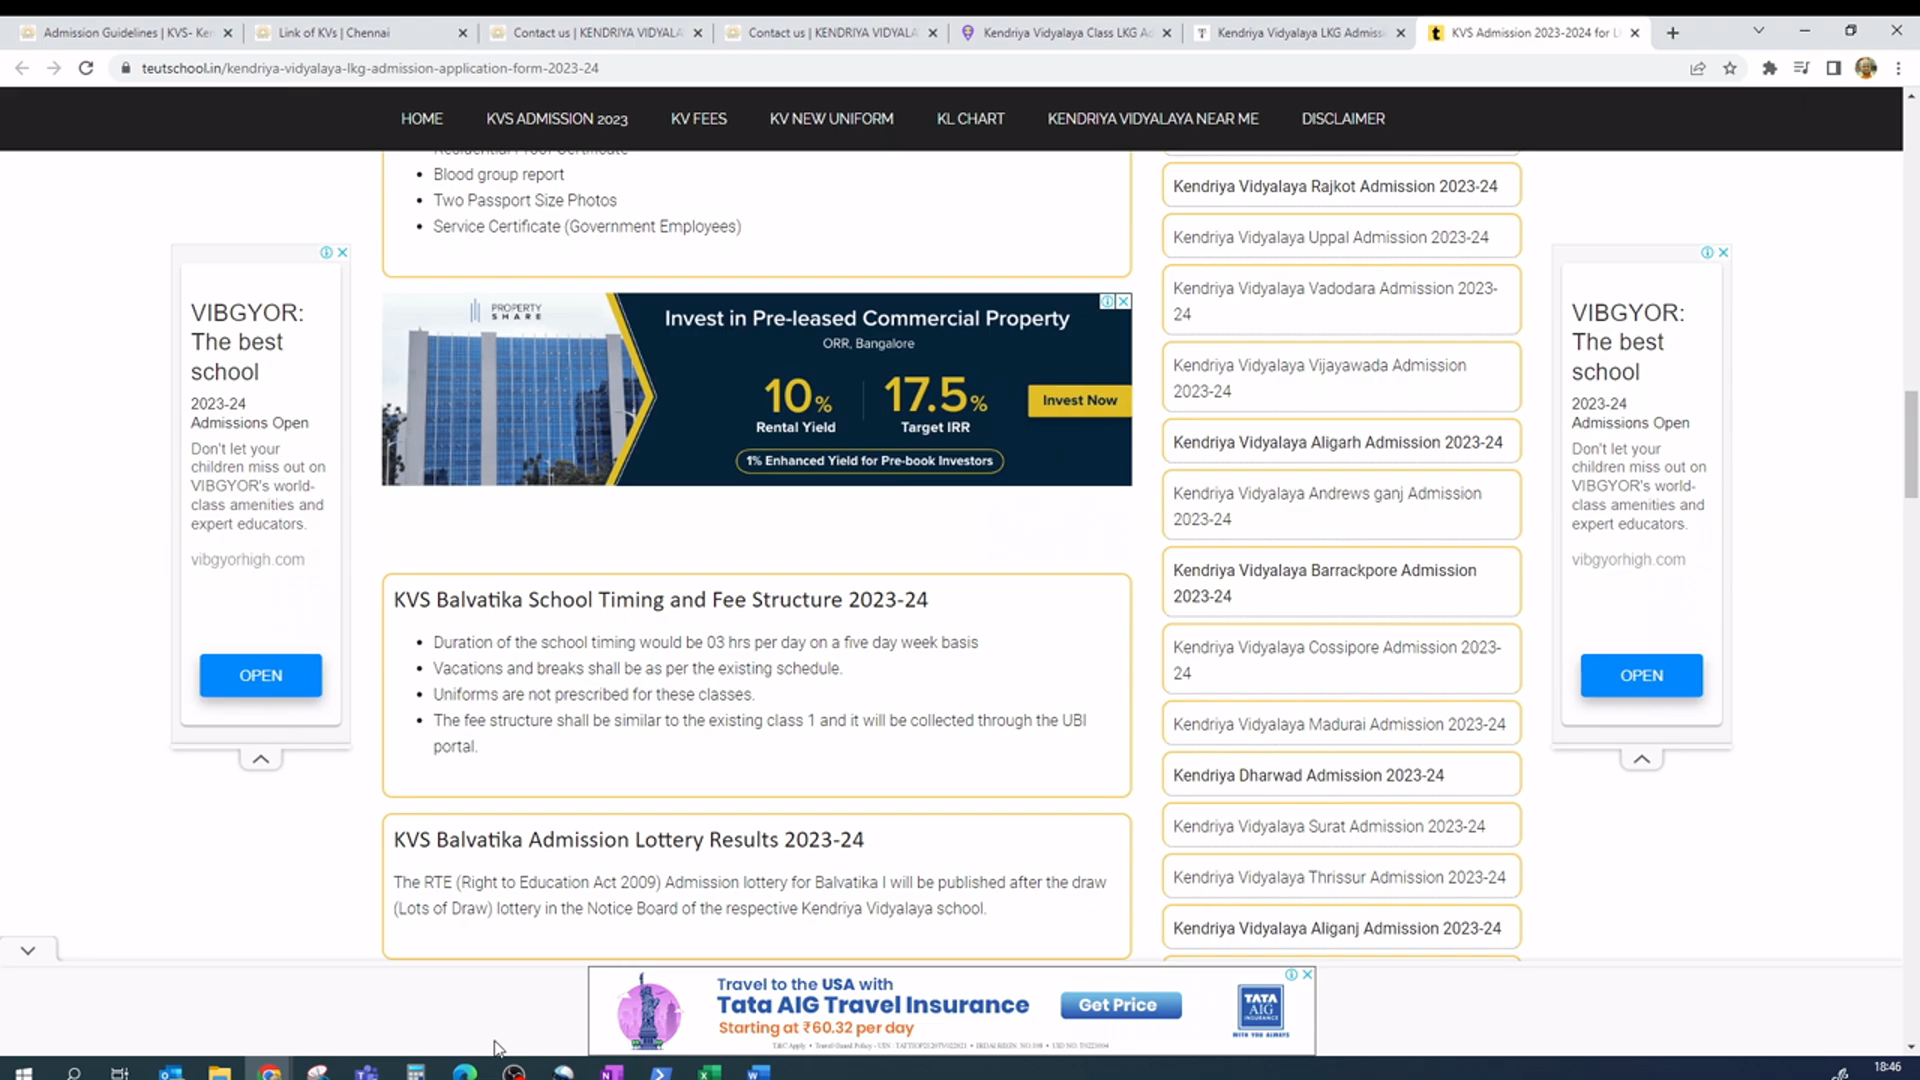 Admission Guidelines | KVS- Ker
Link of KVs | Chennai
Contact us | KENDRIYA VIDYALA
Contact us | KENDRIYA VIDYALA
Kendriya Vidyalaya Class LKG Ad
Kendriya Vidyalaya LKG Admiss
KVS Admission 2023-2024 for L
teutschool.in/kendriya-vidyalaya-lkg-admission-application-form-2023-24
HOME
KVS ADMISSION 2023
KV FEES
KV NEW UNIFORM
KL CHART
KENDRIYA VIDYALAYA NEAR ME
DISCLAIMER
Residential Proof Certificate
• Blood group report
• Two Passport Size Photos
• Service Certificate (Government Employees)
VIBGYOR:
The best
school
2023-24
Admissions Open
Don't let your
children miss out on
VIBGYOR's world-
class amenities and
expert educators.
vibgyorhigh.com
OPEN
PROPERTY
SHARE
Invest in Pre-leased Commercial Property
ORR, Bangalore
10%
Rental Yield
17.5%
Target IRR
Invest Now
1% Enhanced Yield for Pre-book Investors
KVS Balvatika School Timing and Fee Structure 2023-24
• Duration of the school timing would be 03 hrs per day on a five day week basis
• Vacations and breaks shall be as per the existing schedule.
• Uniforms are not prescribed for these classes.
• The fee structure shall be similar to the existing class 1 and it will be collected through the UBI
portal.
KVS Balvatika Admission Lottery Results 2023-24
The RTE (Right to Education Act 2009) Admission lottery for Balvatika I will be published after the draw
(Lots of Draw) lottery in the Notice Board of the respective Kendriya Vidyalaya school.
Kendriya Vidyalaya Rajkot Admission 2023-24
Kendriya Vidyalaya Uppal Admission 2023-24
Kendriya Vidyalaya Vadodara Admission 2023-
24
Kendriya Vidyalaya Vijayawada Admission
2023-24
Kendriya Vidyalaya Aligarh Admission 2023-24
Kendriya Vidyalaya Andrews ganj Admission
2023-24
Kendriya Vidyalaya Barrackpore Admission
2023-24
Kendriya Vidyalaya Cossipore Admission 2023-
24
Kendriya Vidyalaya Madurai Admission 2023-24
Kendriya Dharwad Admission 2023-24
Kendriya Vidyalaya Surat Admission 2023-24
Kendriya Vidyalaya Thrissur Admission 2023-24
Kendriya Vidyalaya Aliganj Admission 2023-24
VIBGYOR:
The best
school
2023-24
Admissions Open
Don't let your
children miss out on
VIBGYOR's world-
class amenities and
expert educators.
vibgyorhigh.com
OPEN
Travel to the USA with
Tata AIG Travel Insurance
Starting at ₹60.32 per day
Get Price
TATA
AIG
INSURANCE
WITH YOU ALWAYS
18:46